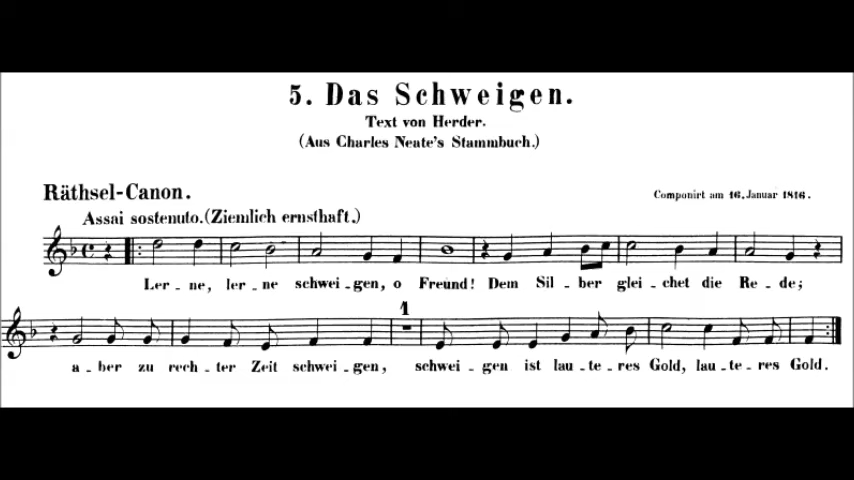 5. Das Schweigen.
Text von Herder.
(Aus Charles Neate's Stammbuch.)
Räthsel-Canon.
Componirt am 16. Januar 1816.
Assai sostenuto. (Ziemlich ernsthaft.)
Ler - ne, ler - ne schwei - gen, o Freund! Dem Sil - ber glei - chet die Re - de;
1
a - ber zu rech - ter Zeit schwei - gen, schwei - gen ist lau - te - res Gold, lau - te - res Gold.